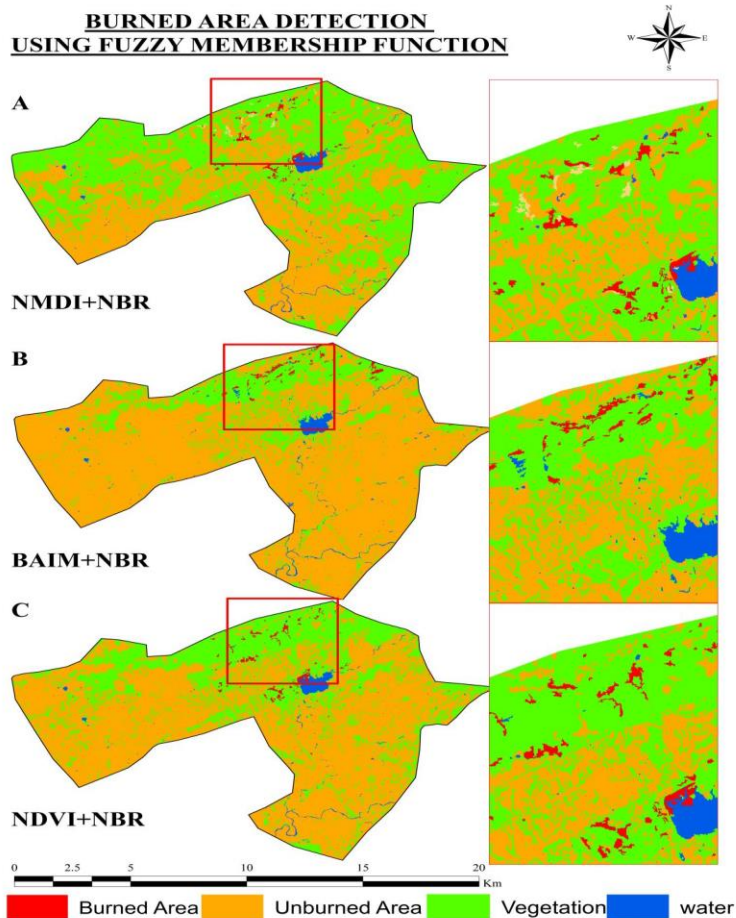 BURNED AREA DETECTION
USING FUZZY MEMBERSHIP FUNCTION
N
W E
S
A
NMDI+NBR
B
BAIM+NBR
C
NDVI+NBR
0 2.5 5 10 15 20
Km
Burned Area Unburned Area Vegetation water